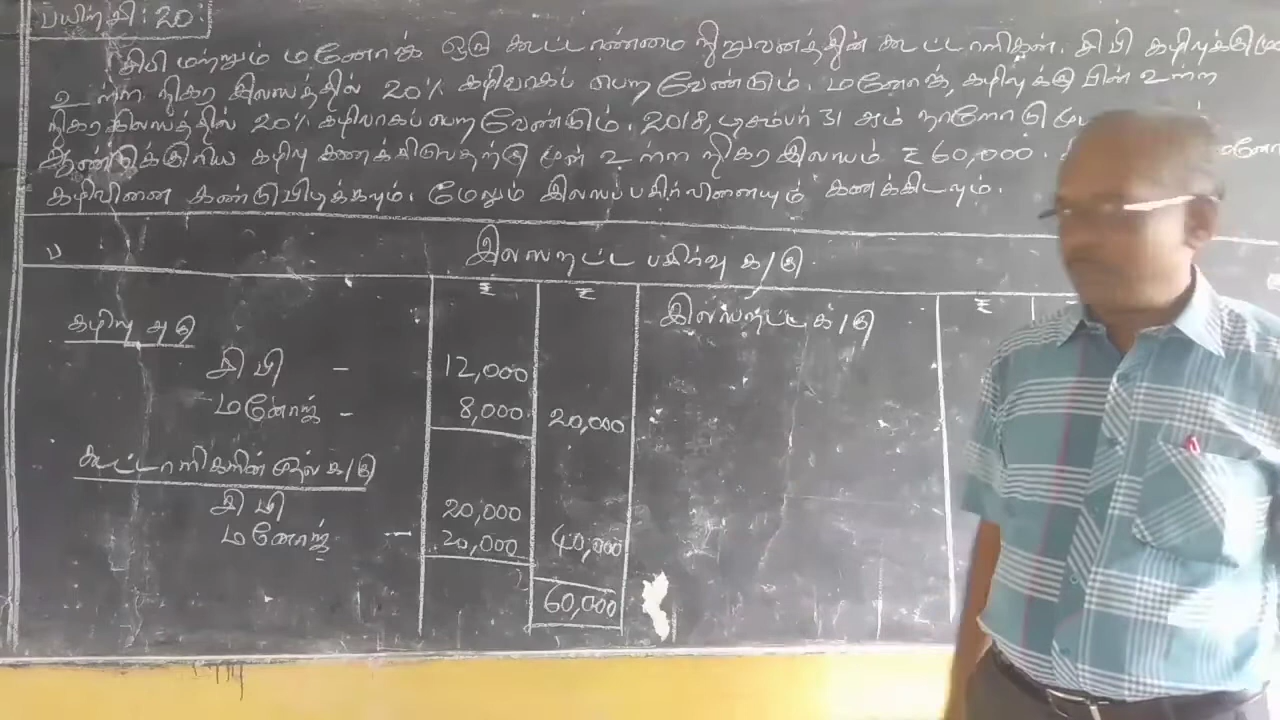 பயிற்சி : 20 :
சிபி மற்றும் மனோஜ் ஒரு கூட்டாண்மை நிறுவனத்தின் கூட்டாளிகள். சிபி கழிவுக்கு
உள்ள நிகர இலாபத்தில் 20% கழிவாகப் பெற வேண்டும். மனோஜ், கழிவுக்கு பின் உள்ள
நிகர இலாபத்தில் 20% கழிவாகப் பெற வேண்டும். 2018, டிசம்பர் 31 ஆம் நாளோடு
ஆண்டுக்குரிய கழிவு கணக்கிடுவதற்கு முன் உள்ள நிகர இலாபம் ₹ 60,000.
கழிவினை கண்டுபிடிக்கவும். மேலும் இலாபப்பகிர்வினையும் கணக்கிடவும்.
ப
இலாபநட்ட பகிர்வு க/கு.
₹ ₹ ₹
கழிவு க/கு இலாபநட்ட க/கு
சிபி - 12,000
மனோஜ் - 8,000 20,000
கூட்டாளிகளின் முதல் க/கு
சிபி 20,000
மனோஜ் - 20,000 40,000
60,000